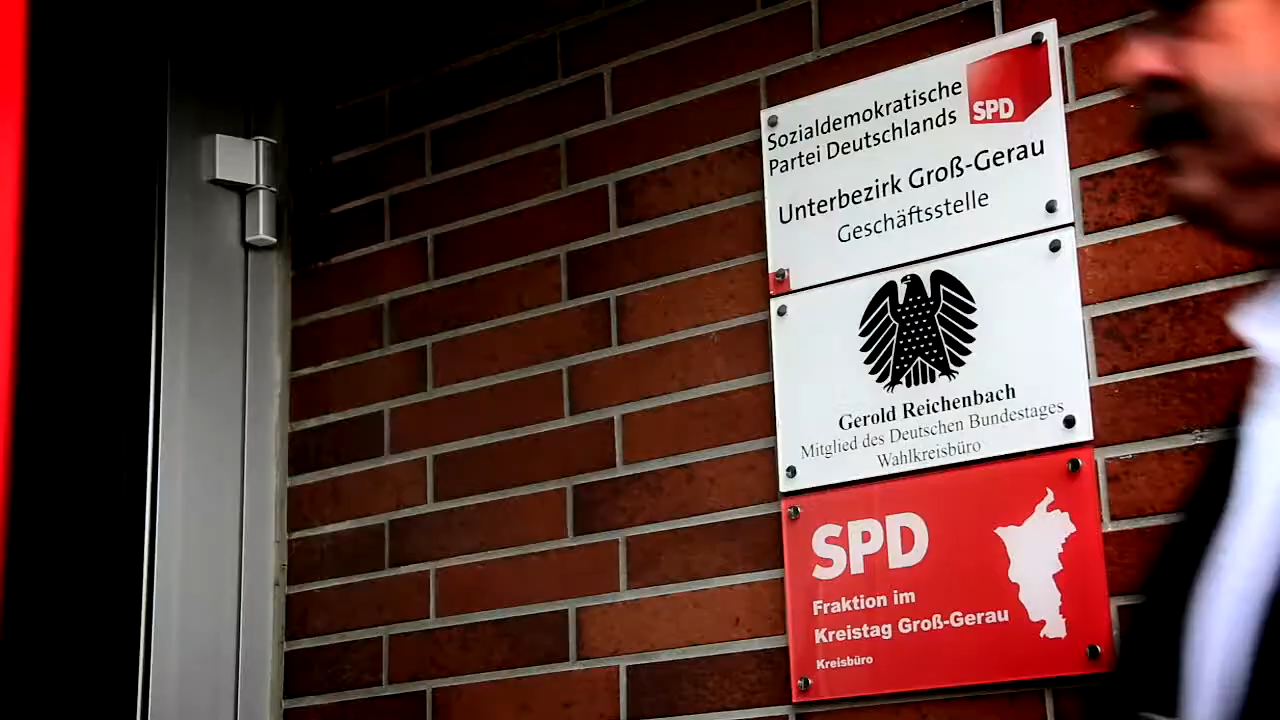 Sozialdemokratische
Partei Deutschlands
SPD
Unterbezirk Groß-Gerau
Geschäftsstelle
Gerold Reichenbach
Mitglied des Deutschen Bundestages
Wahlkreisbüro
SPD
Fraktion im
Kreistag Groß-Gerau
Kreisbüro